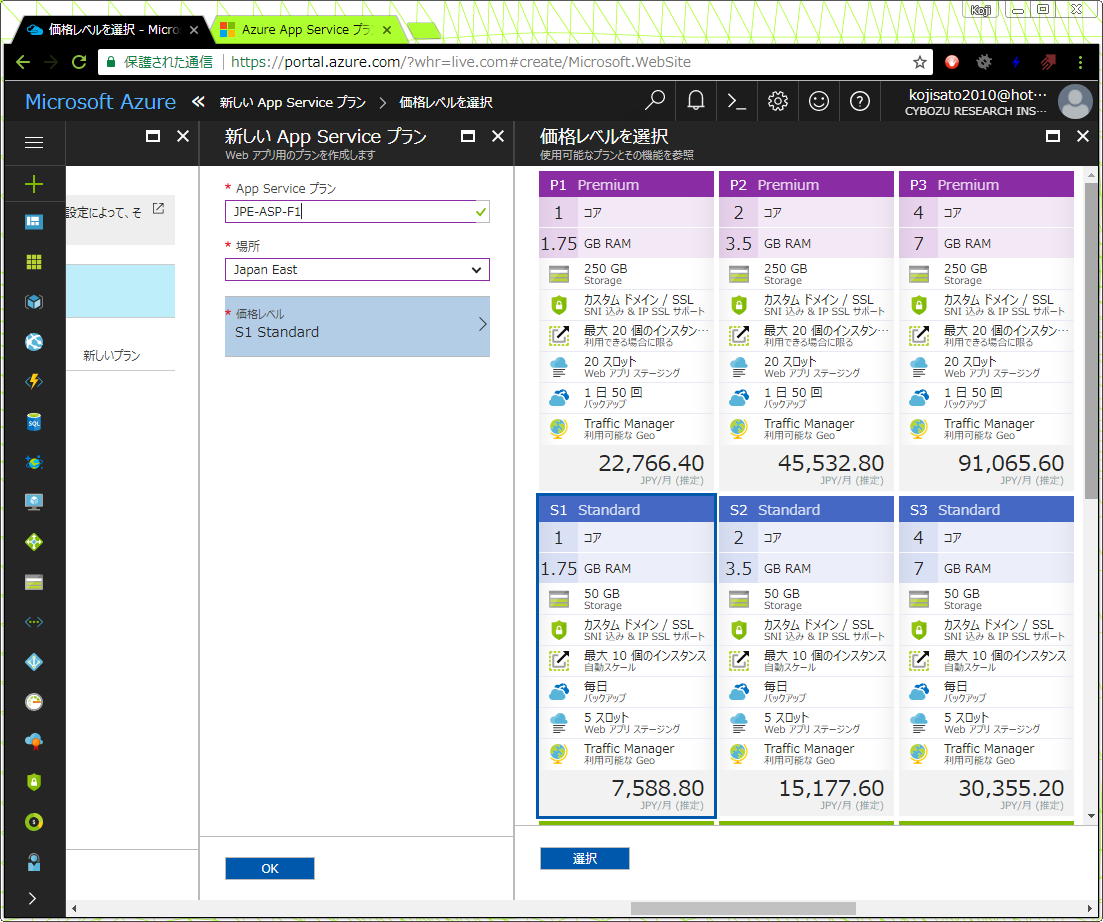 Koji
価格レベルを選択 - Micro
Azure App Service プラ
保護された通信
https://portal.azure.com/?whr=live.com#create/Microsoft.WebSite
Microsoft Azure
新しい App Service プラン
価格レベルを選択
kojisato2010@hot…
CYBOZU RESEARCH INS…
設定によって、そ
新しいプラン
新しい App Service プラン
Web アプリ用のプランを作成します
* App Service プラン
JPE-ASP-F1
* 場所
Japan East
* 価格レベル
S1 Standard
OK
価格レベルを選択
使用可能なプランとその機能を参照
P1 Premium
1 コア
1.75 GB RAM
250 GB
Storage
カスタム ドメイン / SSL
SNI 込み & IP SSL サポート
最大 20 個のインスタン…
利用できる場合に限る
20 スロット
Web アプリ ステージング
1 日 50 回
バックアップ
Traffic Manager
利用可能な Geo
22,766.40
JPY/月 (推定)
P2 Premium
2 コア
3.5 GB RAM
250 GB
Storage
カスタム ドメイン / SSL
SNI 込み & IP SSL サポート
最大 20 個のインスタン…
利用できる場合に限る
20 スロット
Web アプリ ステージング
1 日 50 回
バックアップ
Traffic Manager
利用可能な Geo
45,532.80
JPY/月 (推定)
P3 Premium
4 コア
7 GB RAM
250 GB
Storage
カスタム ドメイン / SSL
SNI 込み & IP SSL サポート
最大 20 個のインスタン…
利用できる場合に限る
20 スロット
Web アプリ ステージング
1 日 50 回
バックアップ
Traffic Manager
利用可能な Geo
91,065.60
JPY/月 (推定)
S1 Standard
1 コア
1.75 GB RAM
50 GB
Storage
カスタム ドメイン / SSL
SNI 込み & IP SSL サポート
最大 10 個のインスタンス
自動スケール
毎日
バックアップ
5 スロット
Web アプリ ステージング
Traffic Manager
利用可能な Geo
7,588.80
JPY/月 (推定)
S2 Standard
2 コア
3.5 GB RAM
50 GB
Storage
カスタム ドメイン / SSL
SNI 込み & IP SSL サポート
最大 10 個のインスタンス
自動スケール
毎日
バックアップ
5 スロット
Web アプリ ステージング
Traffic Manager
利用可能な Geo
15,177.60
JPY/月 (推定)
S3 Standard
4 コア
7 GB RAM
50 GB
Storage
カスタム ドメイン / SSL
SNI 込み & IP SSL サポート
最大 10 個のインスタンス
自動スケール
毎日
バックアップ
5 スロット
Web アプリ ステージング
Traffic Manager
利用可能な Geo
30,355.20
JPY/月 (推定)
選択